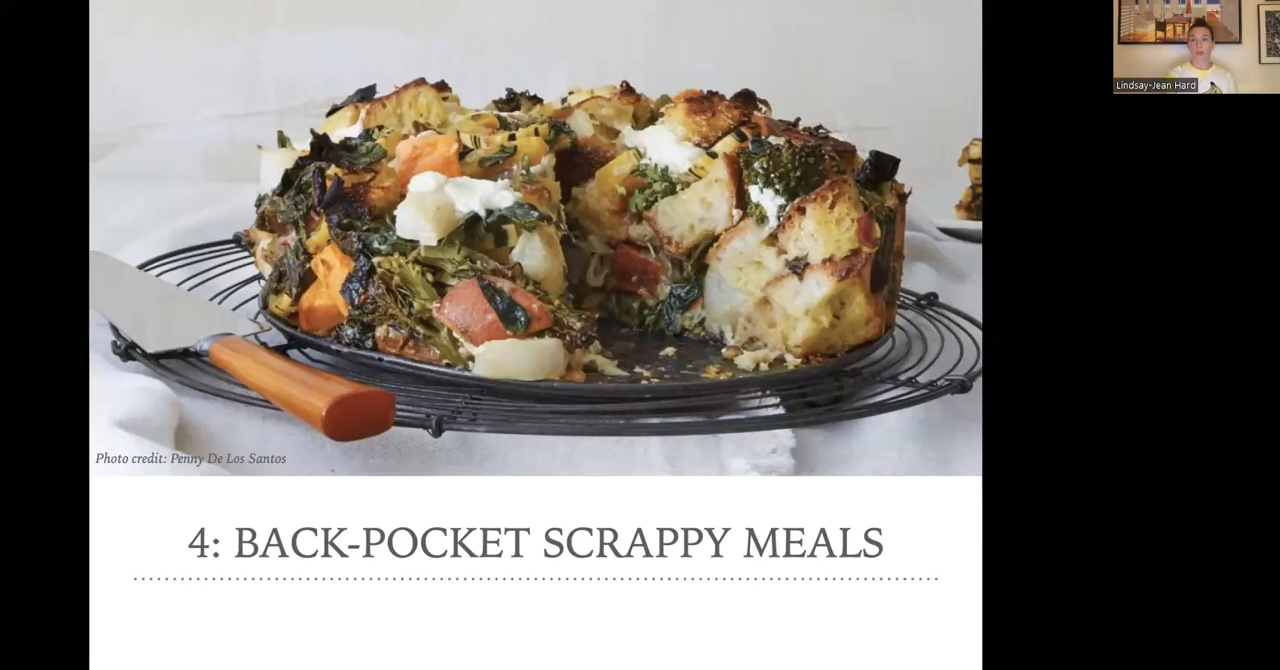 Lindsay-Jean Hard
Photo credit: Penny De Los Santos
4: BACK-POCKET SCRAPPY MEALS